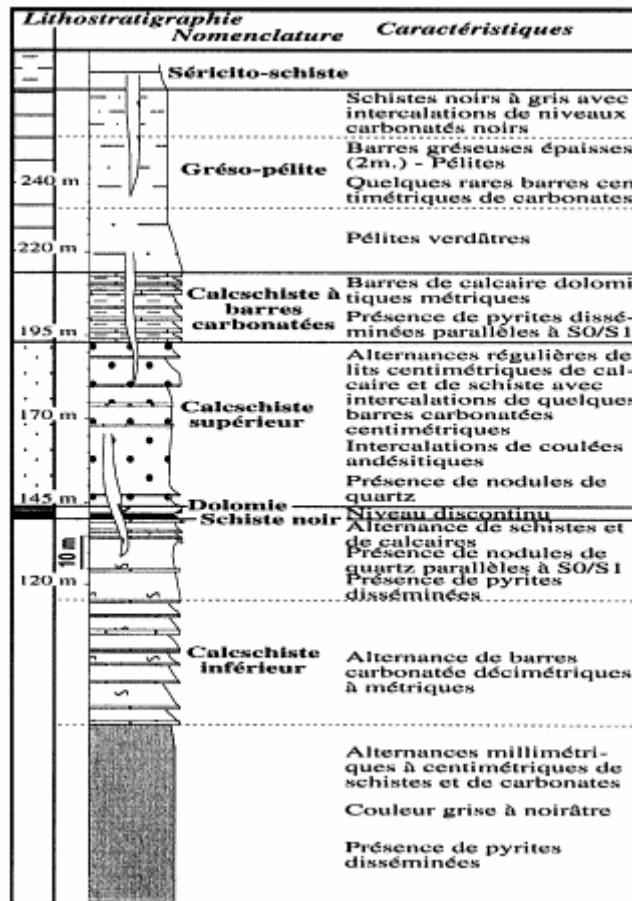 Lithostratigraphie
Nomenclature
Caractéristiques
Séricito-schiste
Schistes noirs à gris avec
intercalations de niveaux
carbonatés noirs
Gréso-pélite
Barres gréseuses épaisses
(2m.) - Pélites
240 m
Quelques rares barres cen
timétriques de carbonates
Pélites verdâtres
220 m
Calcschiste à
barres
carbonatées
Barres de calcaire dolomi
tiques métriques
Présence de pyrites dissé-
minées parallèles à S0/S1
195 m
Alternances régulières de
lits centimétriques de cal-
caire et de schiste avec
intercalations de quelques
barres carbonatées
centimétriques
170 m
Calcschiste
supérieur
Intercalations de coulées
andésitiques
Présence de nodules de
quartz
145 m
Dolomie
Schiste noir
Niveau discontinu
Alternance de schistes et
de calcaires
Présence de nodules de
quartz parallèles à S0/S1
Présence de pyrites
disséminées
10 m
120 m
Calcschiste
inférieur
Alternance de barres
carbonatée décimétriques
à métriques
Alternances millimétri-
ques à centimétriques de
schistes et de carbonates
Couleur grise à noirâtre
Présence de pyrites
disséminées